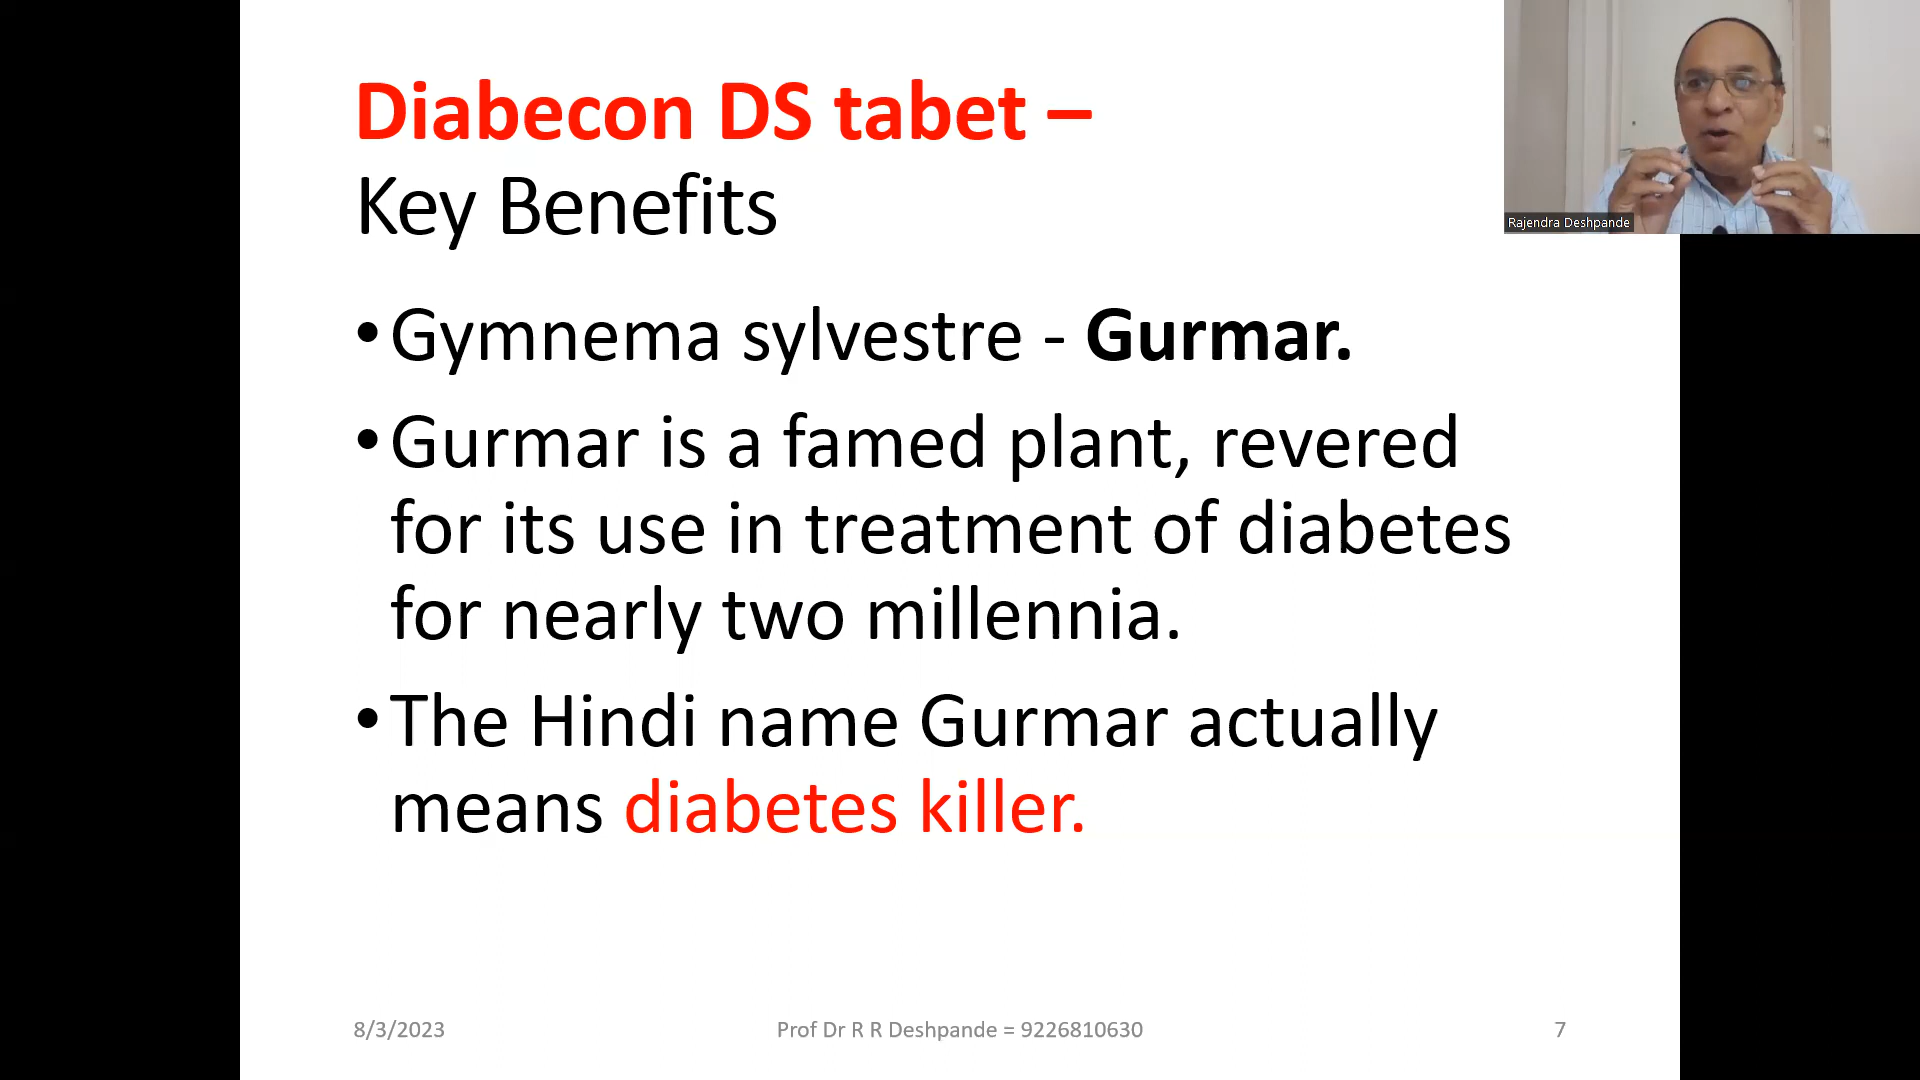 Diabecon DS tabet –
Key Benefits
Rajendra Deshpande
•Gymnema sylvestre - Gurmar.
•Gurmar is a famed plant, revered
for its use in treatment of diabetes
for nearly two millennia.
•The Hindi name Gurmar actually
means diabetes killer.
8/3/2023
Prof Dr R R Deshpande = 9226810630
7